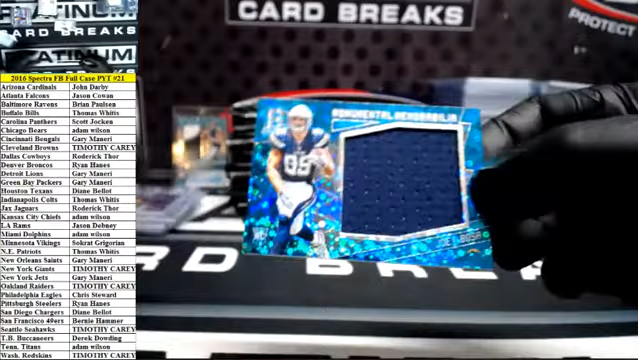 PLATINUM
CARD BREAKS
PROTECT
PLATINUM
2016 Spectra FB Full Case PYT #21
Arizona Cardinals John Darby
Atlanta Falcons Jason Cowan
Baltimore Ravens Brian Paulsen
Buffalo Bills Thomas Whitis
Carolina Panthers Scott Jocken
Chicago Bears adam wilson
Cincinnati Bengals Gary Maneri
Cleveland Browns TIMOTHY CAREY
Dallas Cowboys Roderick Thor
Denver Broncos Ryan Hanes
Detroit Lions Gary Maneri
Green Bay Packers Gary Maneri
Houston Texans Diane Bellot
Indianapolis Colts Thomas Whitis
Jax Jaguars Roderick Thor
Kansas City Chiefs adam wilson
LA Rams Jason Debney
Miami Dolphins adam wilson
Minnesota Vikings Sokrat Grigorian
N.E. Patriots Thomas Whitis
New Orleans Saints Gary Maneri
New York Giants TIMOTHY CAREY
New York Jets Gary Maneri
Oakland Raiders TIMOTHY CAREY
Philadelphia Eagles Chris Steward
Pittsburgh Steelers Ryan Hanes
San Diego Chargers Diane Bellot
San Francisco 49ers Bernie Hammer
Seattle Seahawks TIMOTHY CAREY
T.B. Buccaneers Derek Dowding
Tenn. Titans adam wilson
Wash. Redskins TIMOTHY CAREY
MONUMENTAL MEMORABILIA
99
JOEY BOSA
RD BREAKS